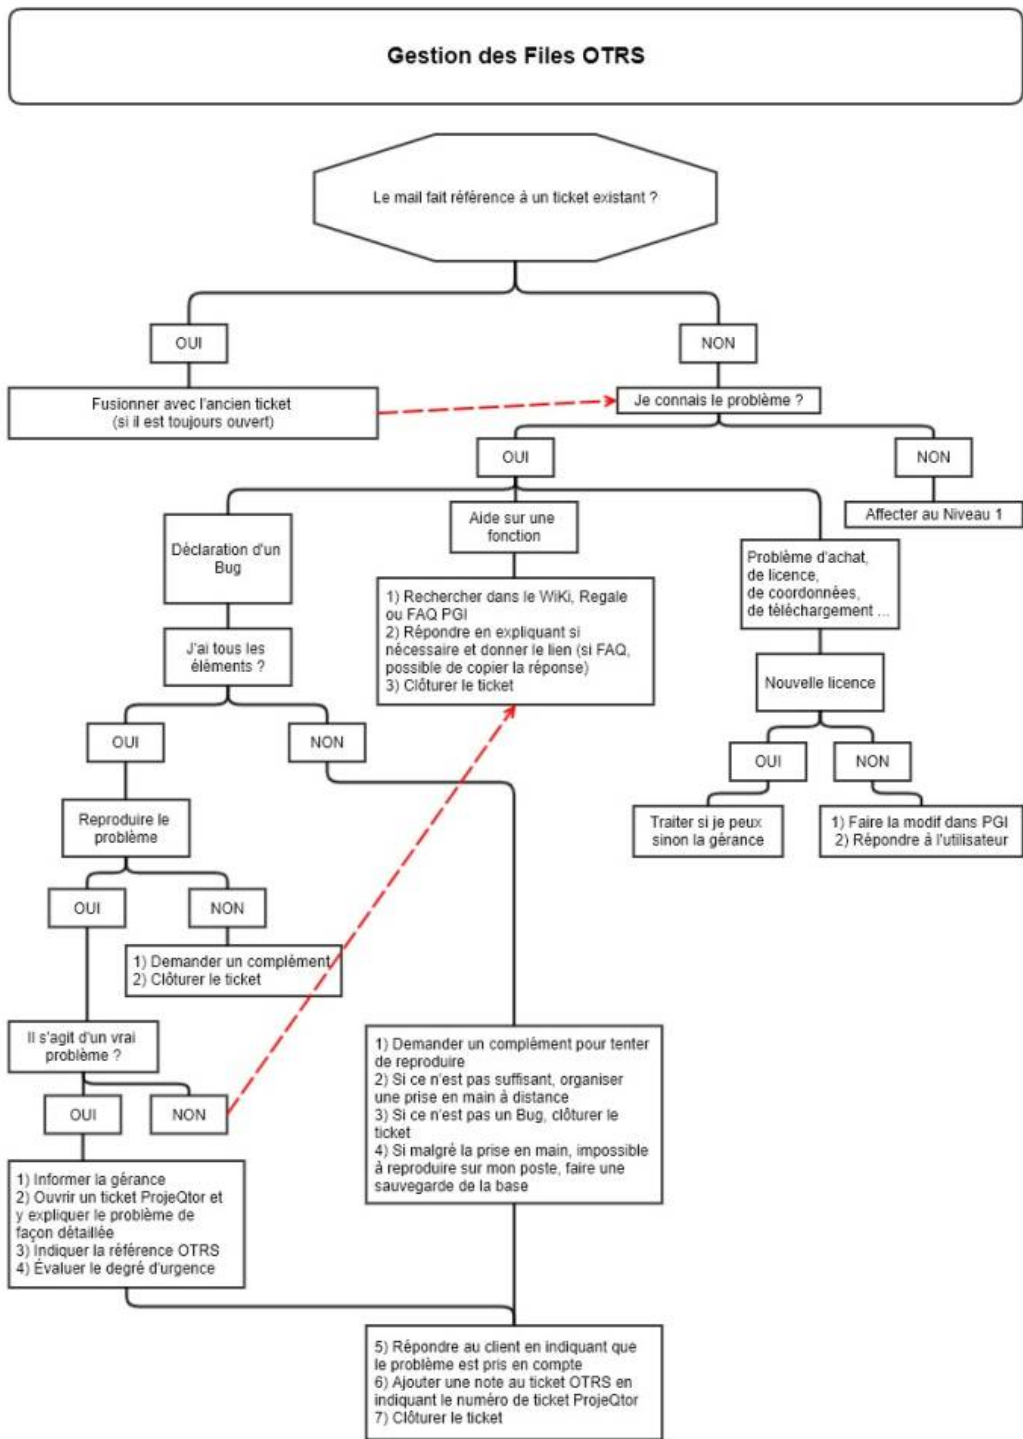 Gestion des Files OTRS
Le mail fait référence à un ticket existant ?
OUI
NON
Fusionner avec l'ancien ticket
(si il est toujours ouvert)
Je connais le problème ?
OUI
NON
Affecter au Niveau 1
Déclaration d'un
Bug
Aide sur une
fonction
Problème d'achat,
de licence,
de coordonnées,
de téléchargement ...
1) Rechercher dans le WiKi, Regale
ou FAQ PGI
2) Répondre en expliquant si
nécessaire et donner le lien (si FAQ,
possible de copier la réponse)
3) Clôturer le ticket
J'ai tous les
éléments ?
Nouvelle licence
OUI
NON
OUI
NON
Reproduire le
problème
Traiter si je peux
sinon la gérance
1) Faire la modif dans PGI
2) Répondre à l'utilisateur
OUI
NON
1) Demander un complément
2) Clôturer le ticket
Il s'agit d'un vrai
problème ?
OUI
NON
1) Demander un complément pour tenter
de reproduire
2) Si ce n'est pas suffisant, organiser
une prise en main à distance
3) Si ce n'est pas un Bug, clôturer le
ticket
4) Si malgré la prise en main, impossible
à reproduire sur mon poste, faire une
sauvegarde de la base
1) Informer la gérance
2) Ouvrir un ticket ProjeQtor et
y expliquer le problème de
façon détaillée
3) Indiquer la référence OTRS
4) Évaluer le degré d'urgence
5) Répondre au client en indiquant que
le problème est pris en compte
6) Ajouter une note au ticket OTRS en
indiquant le numéro de ticket ProjeQtor
7) Clôturer le ticket